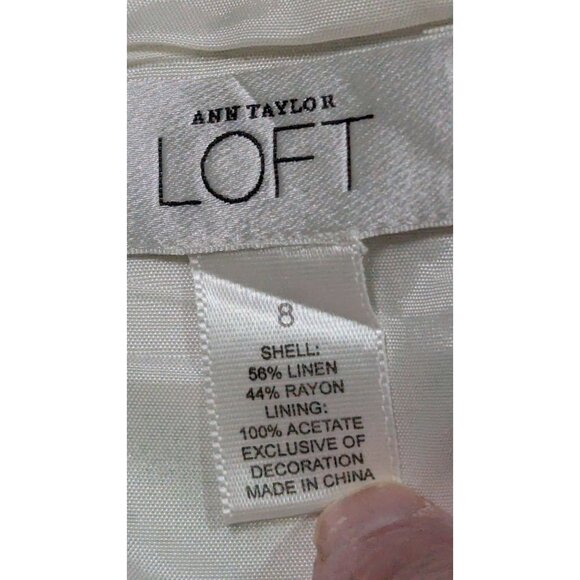 ANN TAYLOR
LOFT
8
SHELL:
56% LINEN
44% RAYON
LINING:
100% ACETATE
EXCLUSIVE OF
DECORATION
MADE IN CHINA